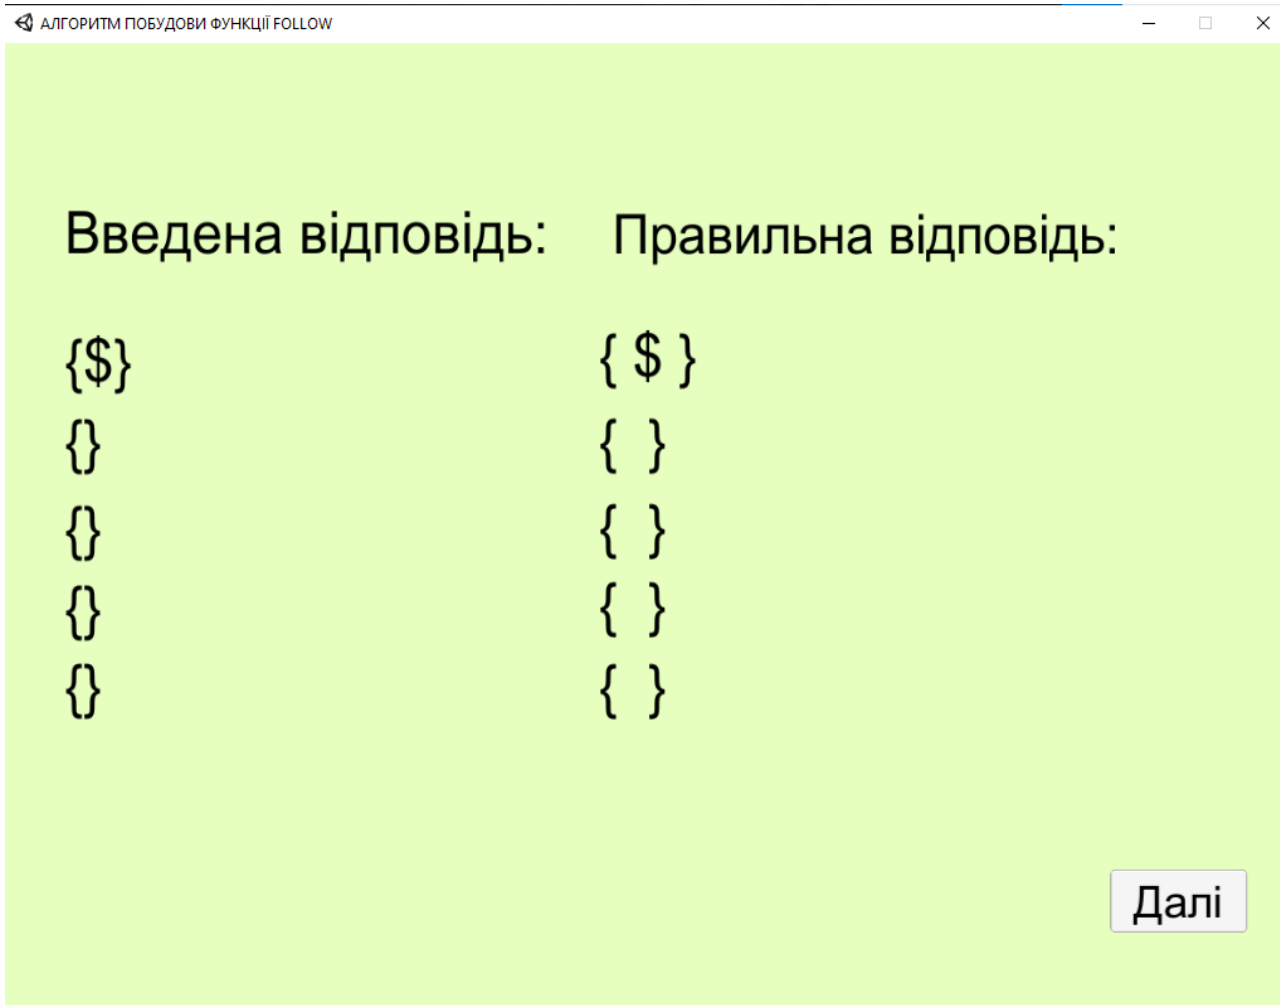 АЛГОРИТМ ПОБУДОВИ ФУНКЦІЇ FOLLOW
Введена відповідь: Правильна відповідь:
{$} { $ }
{} { }
{} { }
{} { }
{} { }
Далі